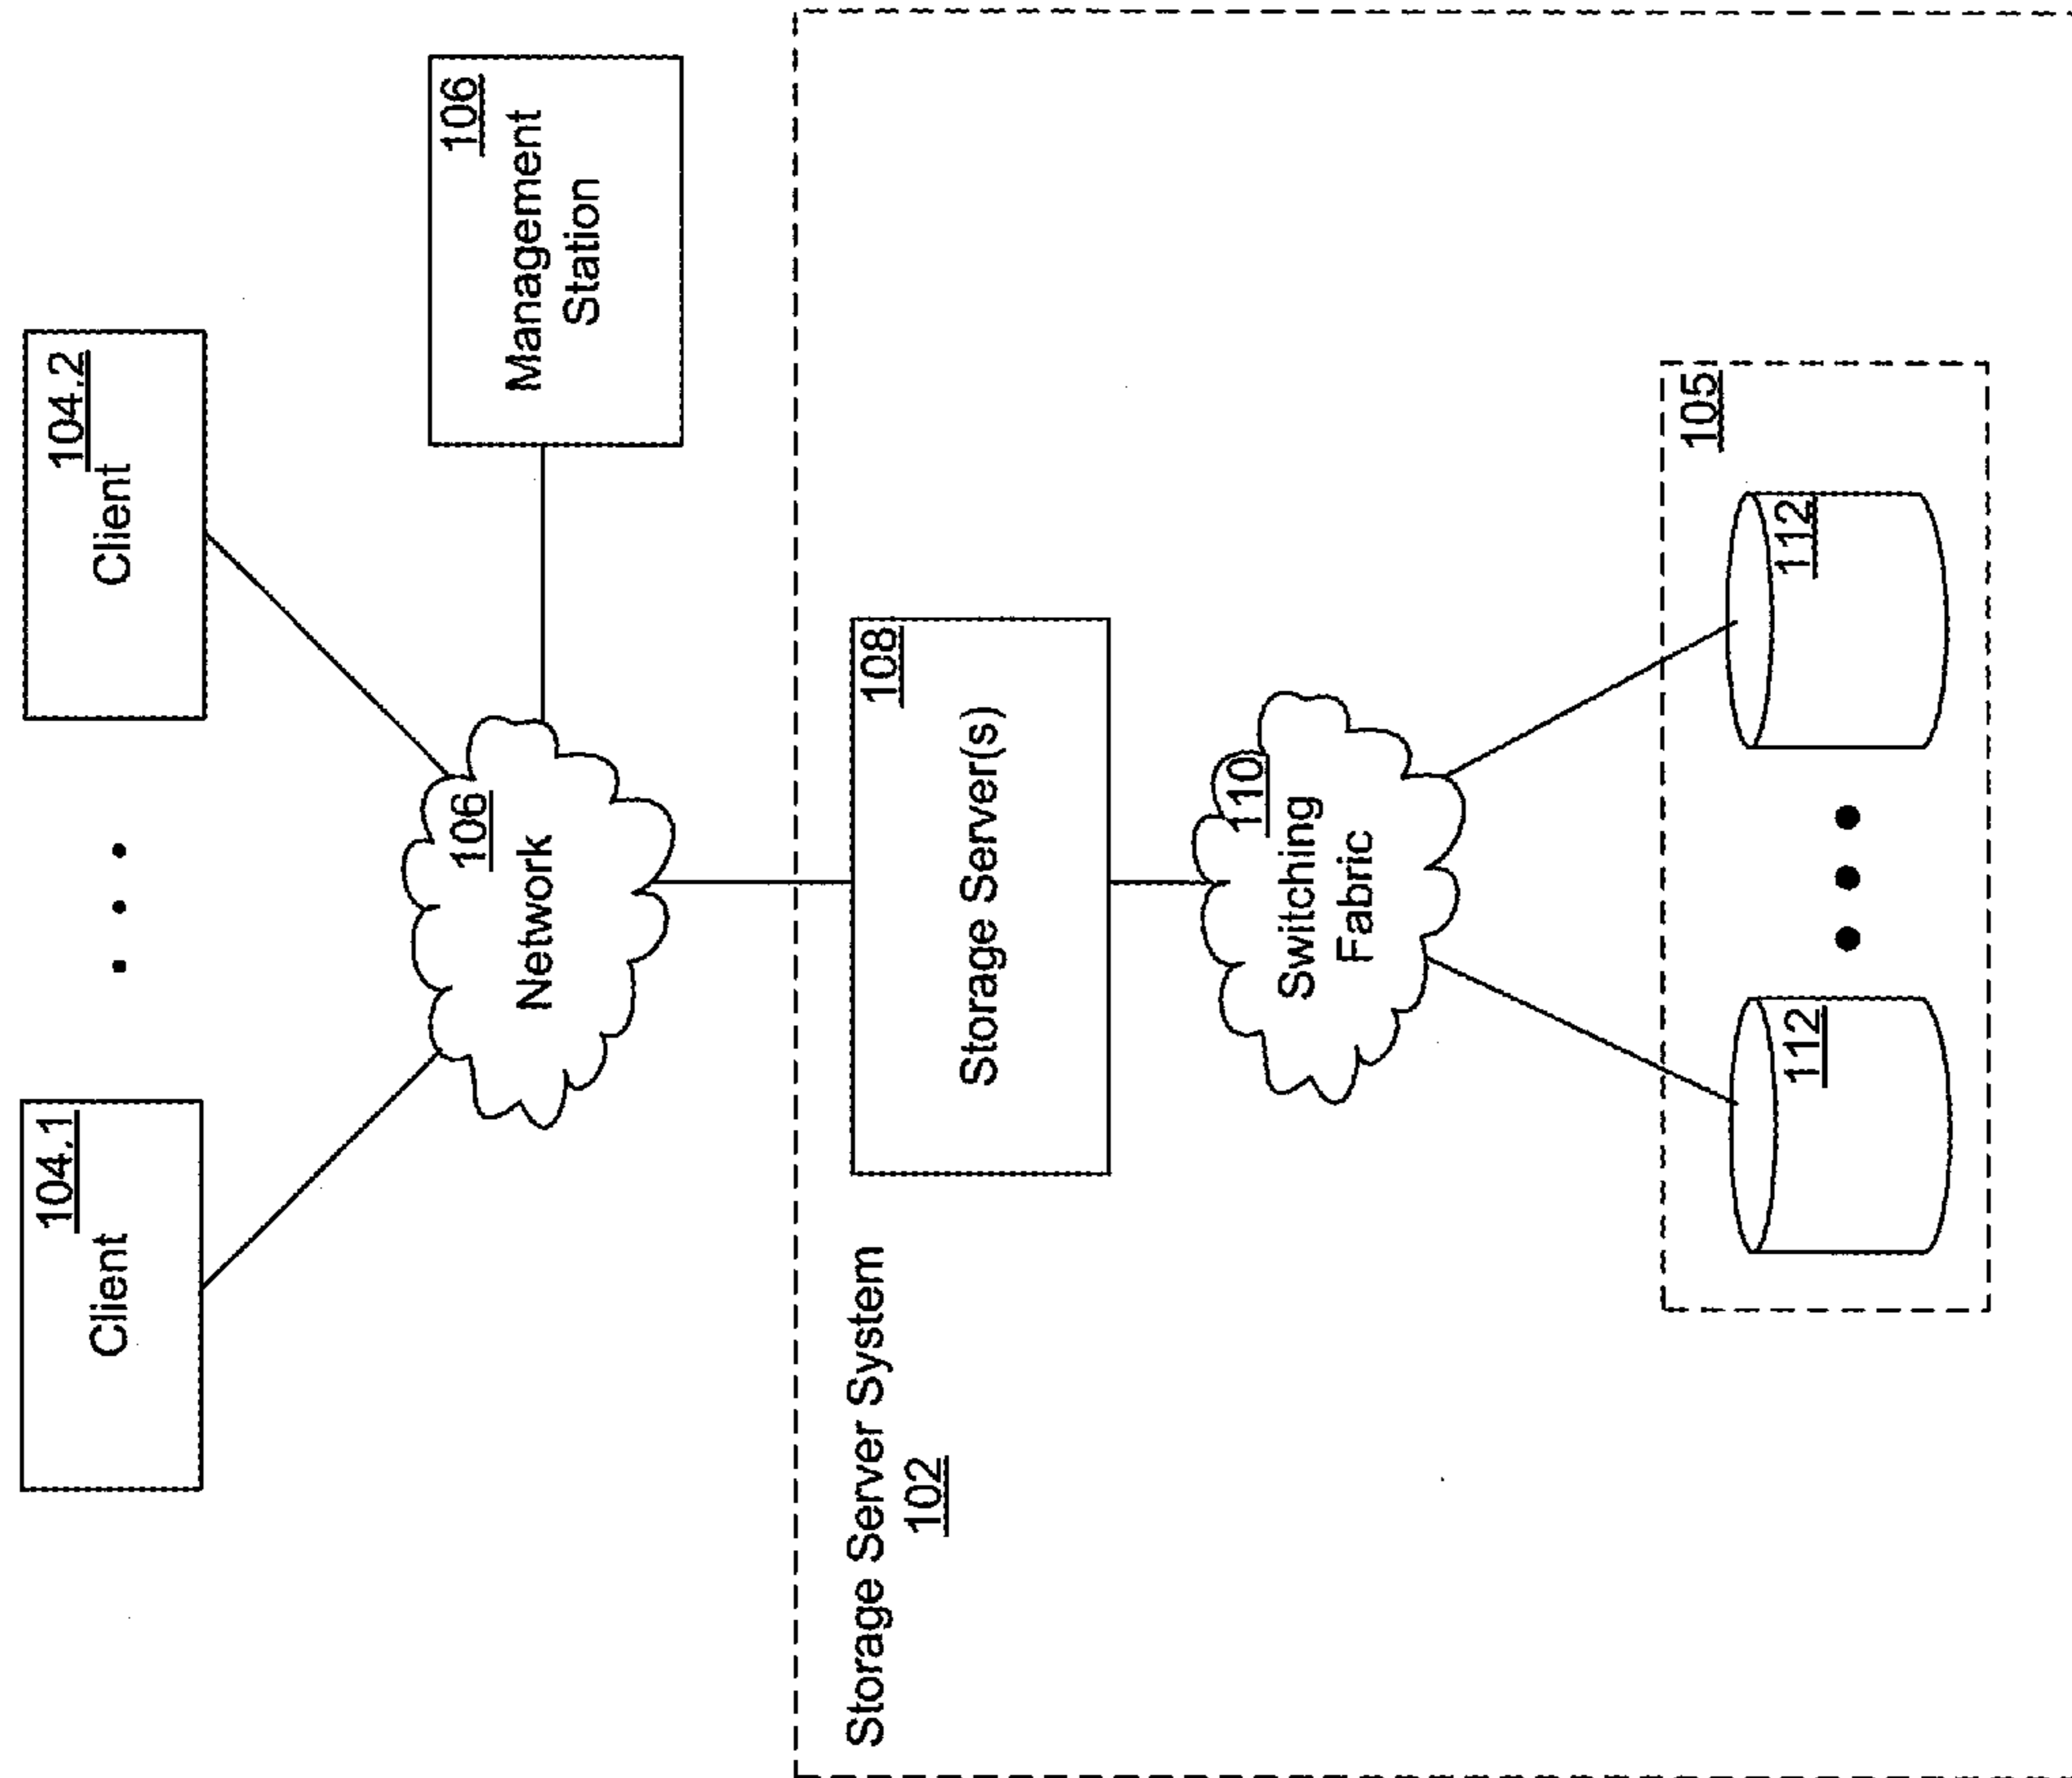 104.1
Client
104.2
Client
106
Network
106
Management
Station
Storage Server System
102
108
Storage Server(s)
110
Switching
Fabric
105
112
112